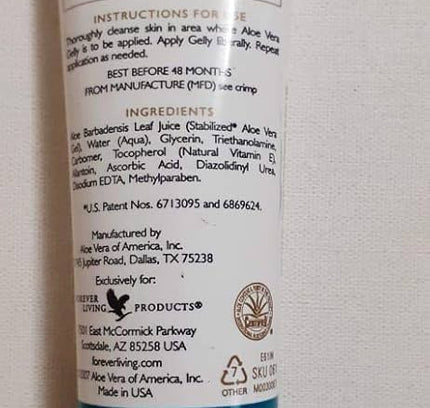 INSTRUCTIONS FOR USE
Thoroughly cleanse skin in area where Aloe Vera
Gelly is to be applied. Apply Gelly liberally. Repeat
application as needed.
BEST BEFORE 48 MONTHS
FROM MANUFACTURE (MFD) see crimp
INGREDIENTS
Aloe Barbadensis Leaf Juice (Stabilized* Aloe Vera
Gel), Water (Aqua), Glycerin, Triethanolamine,
Carbomer, Tocopherol (Natural Vitamin E),
Allantoin, Ascorbic Acid, Diazolidinyl Urea,
Disodium EDTA, Methylparaben.
*U.S. Patent Nos. 6713095 and 6869624.
Manufactured by
Aloe Vera of America, Inc.
Jupiter Road, Dallas, TX 75238
Exclusively for:
FOREVER
LIVING PRODUCTS®
7501 East McCormick Parkway
Scottsdale, AZ 85258 USA
foreverliving.com
2007 Aloe Vera of America, Inc.
Made in USA
Certified
7
OTHER
SKU 061